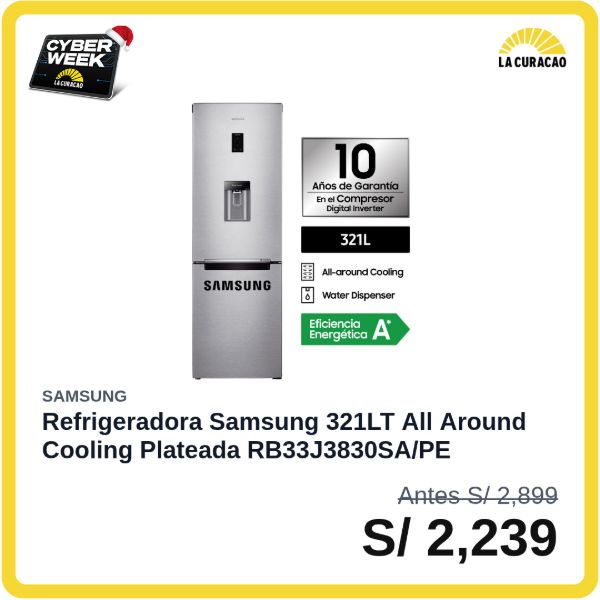 CYBER
WEEK
LA CURACAO
LA CURACAO
SAMSUNG
10
Años de Garantía
En el Compresor
Digital Inverter
321L
All-around Cooling
Water Dispenser
Eficiencia
Energética A*
SAMSUNG
SAMSUNG
Refrigeradora Samsung 321LT All Around
Cooling Plateada RB33J3830SA/PE
Antes S/ 2,899
S/ 2,239